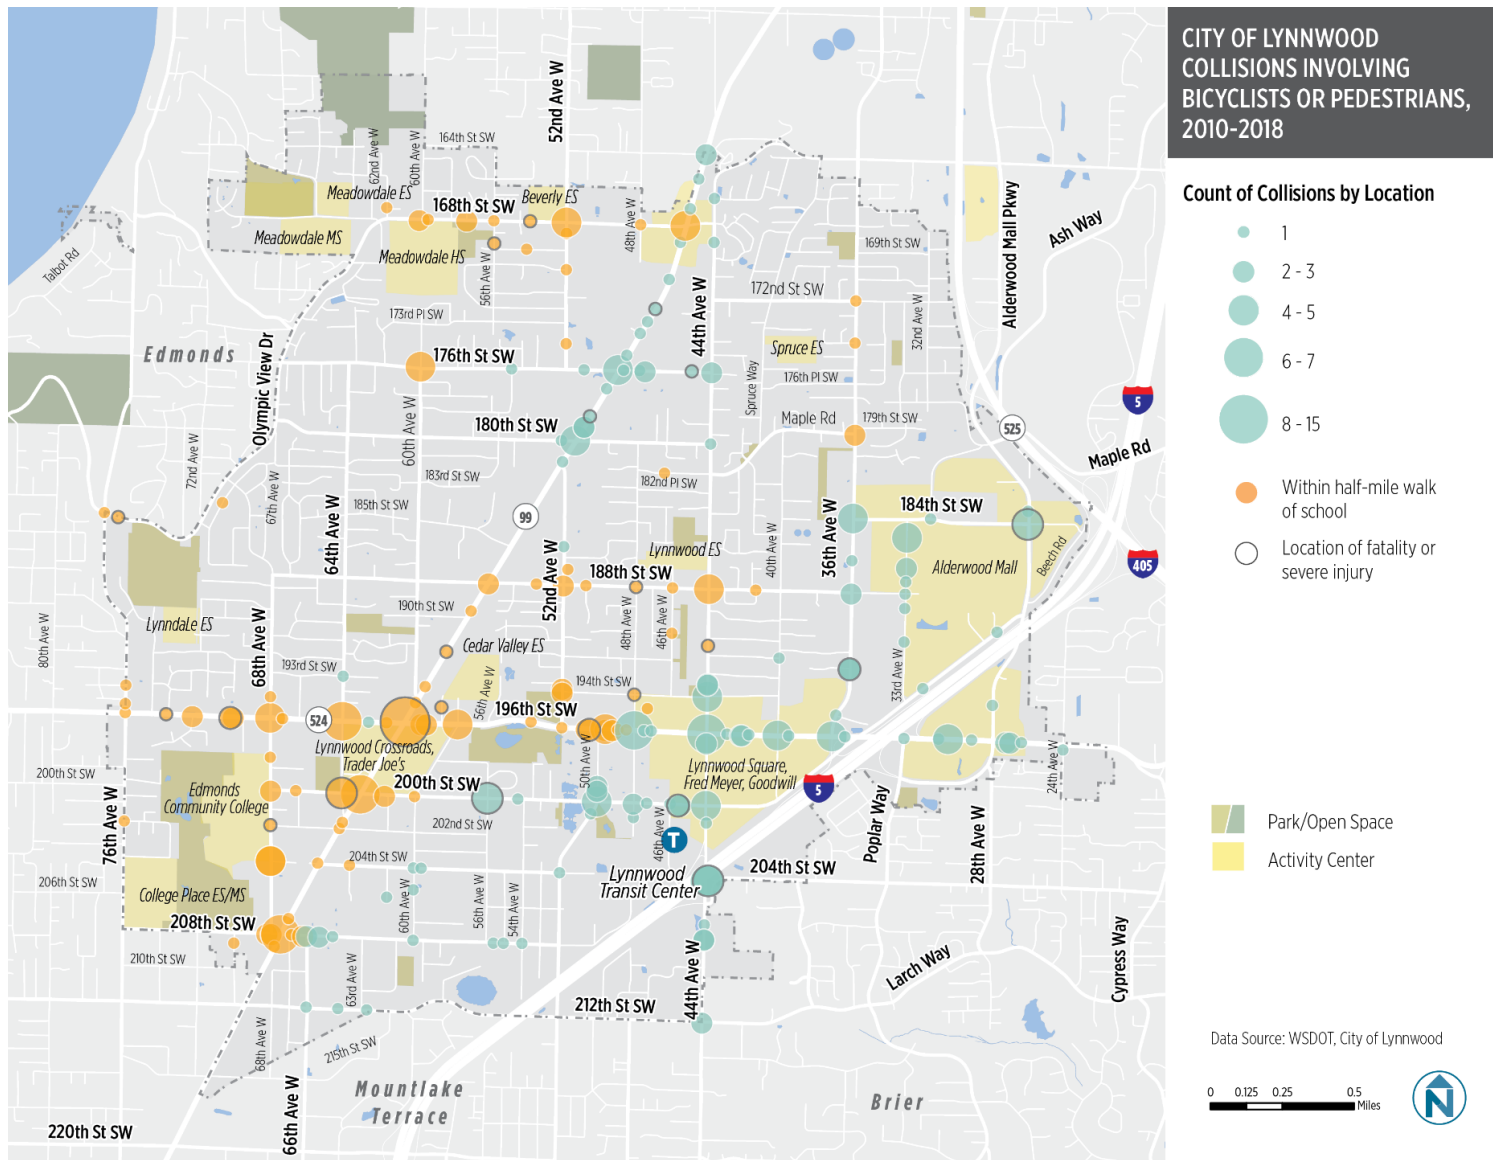 CITY OF LYNNWOOD
COLLISIONS INVOLVING
BICYCLISTS OR PEDESTRIANS,
2010-2018
Count of Collisions by Location
1
2 - 3
4 - 5
6 - 7
8 - 15
Within half-mile walk
of school
Location of fatality or
severe injury
Park/Open Space
Activity Center
Data Source: WSDOT, City of Lynnwood
0
0.125
0.25
0.5
Miles
N
52nd Ave W
164th St SW
62nd Ave W
60th Ave W
Meadowdale ES
168th St SW
Beverly ES
48th Ave W
Meadowdale MS
Meadowdale HS
56th Ave W
Talbot Rd
169th St SW
Alderwood Mall Pkwy
Ash Way
172nd St SW
173rd Pl SW
44th Ave W
32nd Ave W
Edmonds
Olympic View Dr
176th St SW
Spruce ES
176th Pl SW
Spruce Way
5
60th Ave W
180th St SW
Maple Rd
179th St SW
525
Maple Rd
72nd Ave W
67th Ave W
183rd St SW
182nd Pl SW
185th St SW
64th Ave W
99
36th Ave W
184th St SW
52nd Ave W
Lynnwood ES
40th Ave W
Alderwood Mall
Beech Rd
405
188th St SW
190th St SW
48th Ave W
46th Ave W
80th Ave W
LynndaLe ES
68th Ave W
Cedar Valley ES
193rd St SW
56th Ave W
194th St SW
33rd Ave W
196th St SW
524
Lynnwood Crossroads,
Trader Joe's
50th Ave W
Lynnwood Square,
Fred Meyer, Goodwill
24th Ave W
200th St SW
200th St SW
Edmonds
Community College
5
76th Ave W
202nd St SW
46th Ave W
T
Poplar Way
28th Ave W
204th St SW
204th St SW
Lynnwood
Transit Center
206th St SW
College Place ES/MS
60th Ave W
56th Ave W
54th Ave W
208th St SW
210th St SW
63rd Ave W
44th Ave W
Larch Way
Cypress Way
212th St SW
68th Ave W
215th St SW
66th Ave W
Mountlake
Terrace
Brier
220th St SW